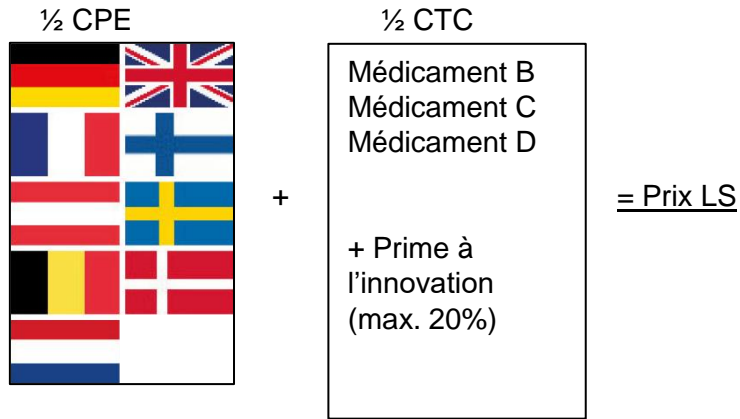 ½ CPE
½ CTC
Médicament B
Médicament C
Médicament D
+
= Prix LS
+ Prime à
l’innovation
(max. 20%)